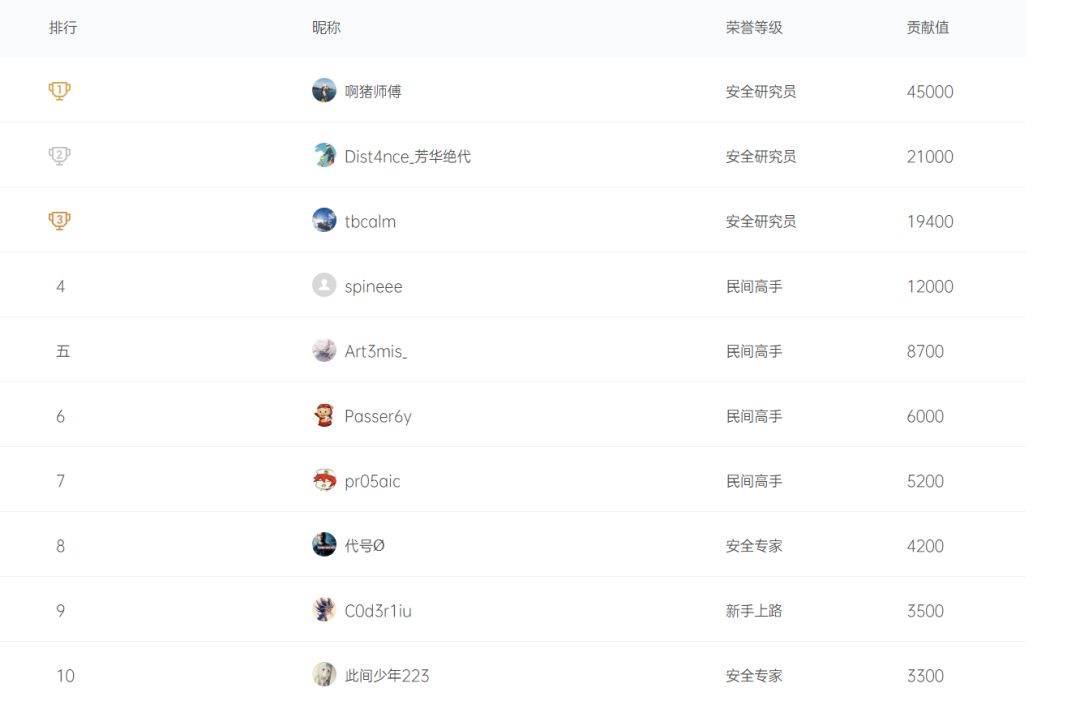 排行 昵称 荣誉等级 贡献值
1 啊猪师傅 安全研究员 45000
2 Dist4nce_芳华绝代 安全研究员 21000
3 tbcalm 安全研究员 19400
4 spineee 民间高手 12000
五 Art3mis_ 民间高手 8700
6 Passer6y 民间高手 6000
7 pr05aic 民间高手 5200
8 代号Ø 安全专家 4200
9 C0d3r1iu 新手上路 3500
10 此间少年223 安全专家 3300